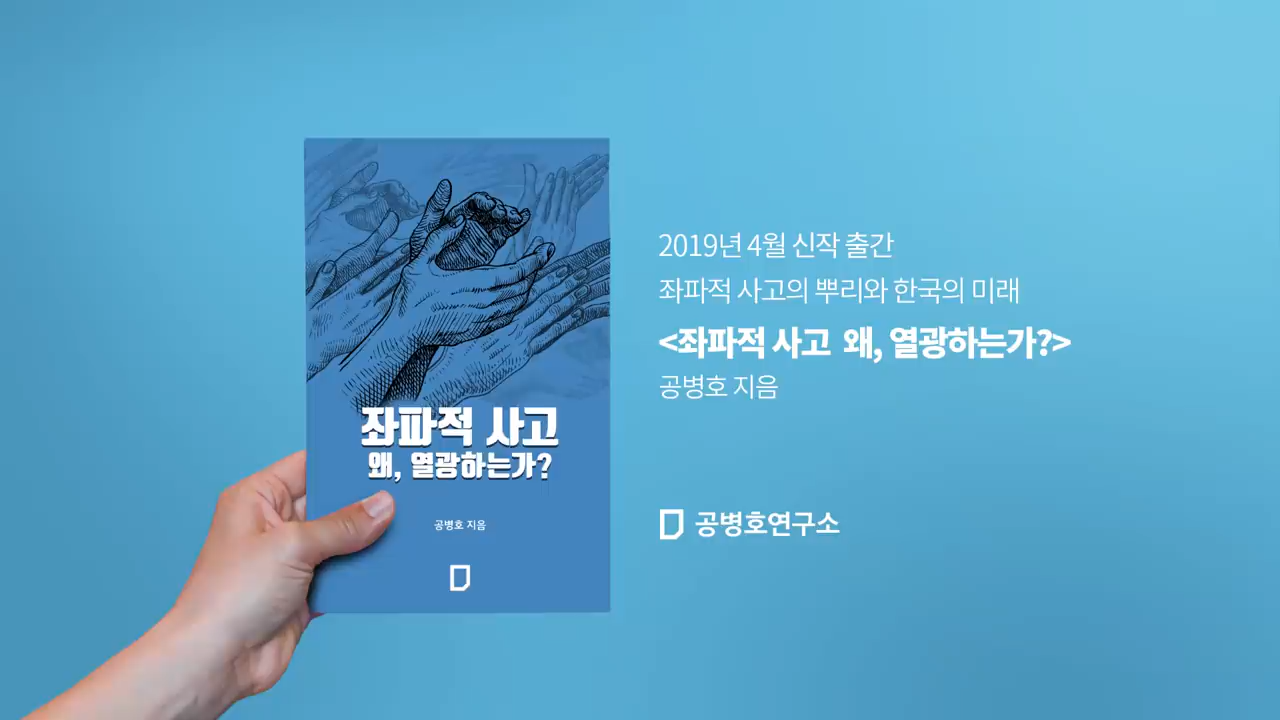 좌파적 사고
왜, 열광하는가?
공병호 지음
2019년 4월 신작 출간
좌파적 사고의 뿌리와 한국의 미래
<좌파적 사고 왜, 열광하는가?>
공병호 지음
공병호연구소